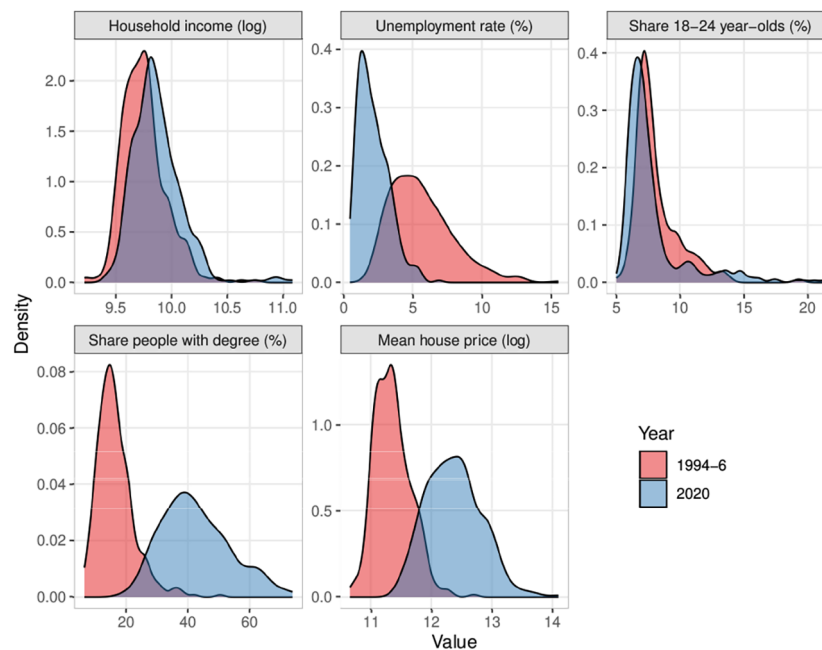 Household income (log)
Unemployment rate (%)
Share 18−24 year−olds (%)
2.0
1.5
1.0
0.5
0.0
9.5 10.0 10.5 11.0
0.4
0.3
0.2
0.1
0.0
0 5 10 15
0.4
0.3
0.2
0.1
0.0
5 10 15 20
Density
Share people with degree (%)
Mean house price (log)
0.08
0.06
0.04
0.02
0.00
20 40 60
1.0
0.5
0.0
11 12 13 14
Value
Year
1994−6
2020